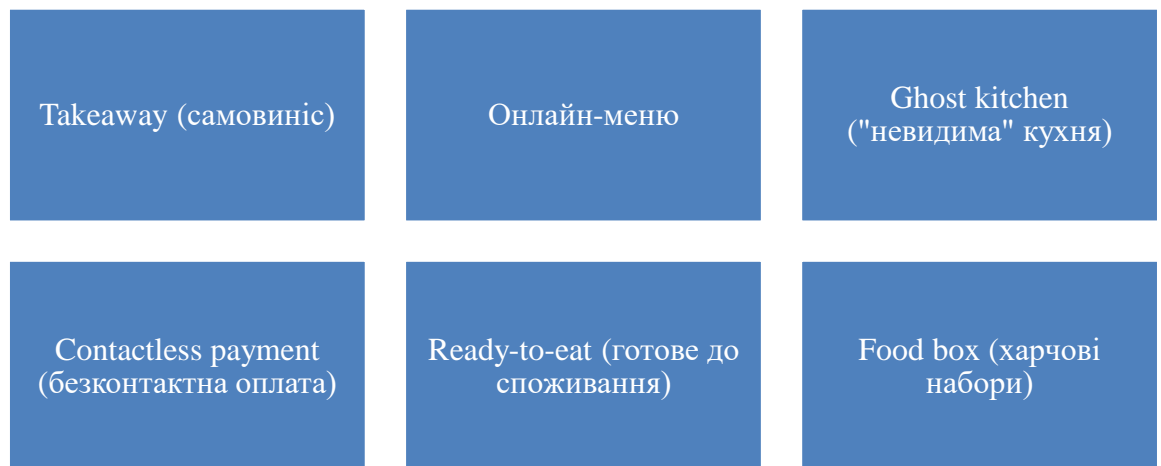 Takeaway (самовиніс)
Онлайн-меню
Ghost kitchen
("невидима" кухня)
Contactless payment
(безконтактна оплата)
Ready-to-eat (готове до
споживання)
Food box (харчові
набори)